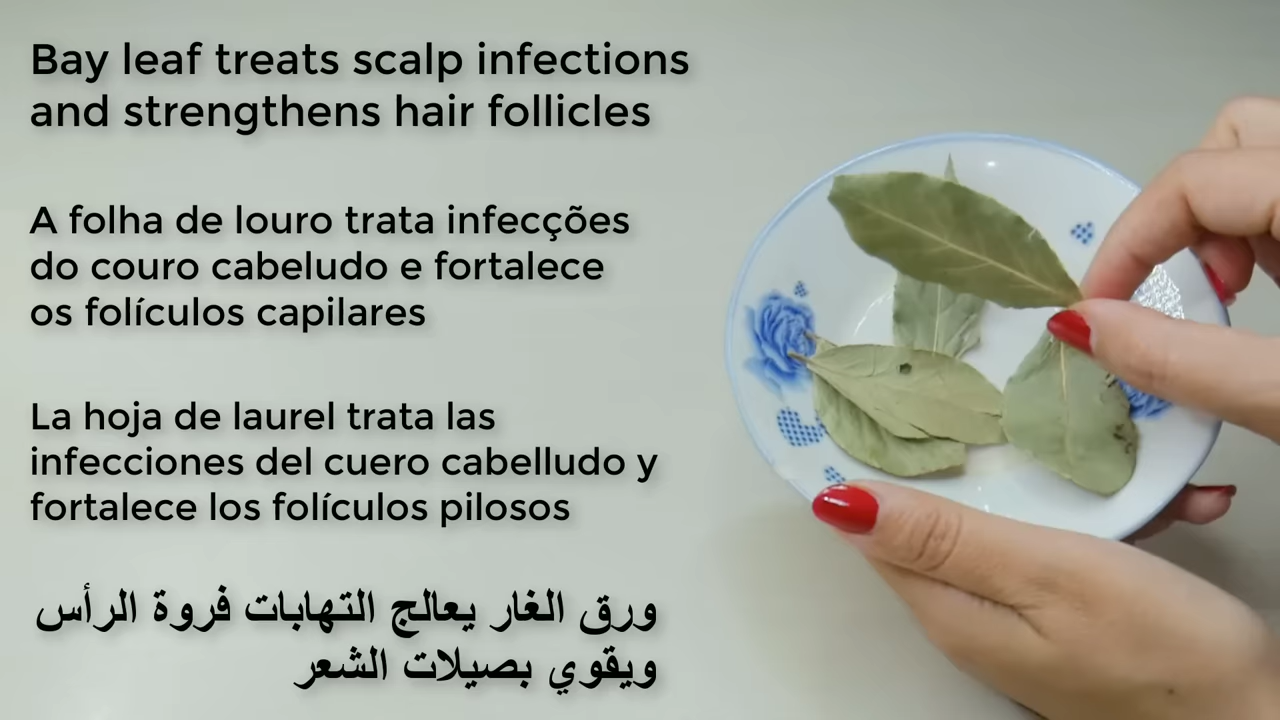 Bay leaf treats scalp infections
and strengthens hair follicles
A folha de louro trata infecções
do couro cabeludo e fortalece
os folículos capilares
La hoja de laurel trata las
infecciones del cuero cabelludo y
fortalece los folículos pilosos
ورق الغار يعالج التهابات فروة الرأس
ويقوي بصيلات الشعر